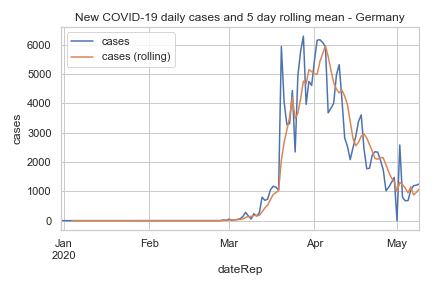 New COVID-19 daily cases and 5 day rolling mean - Germany
cases
cases (rolling)
6000
5000
4000
3000
2000
1000
0
cases
Jan
2020
Feb
Mar
Apr
May
dateRep